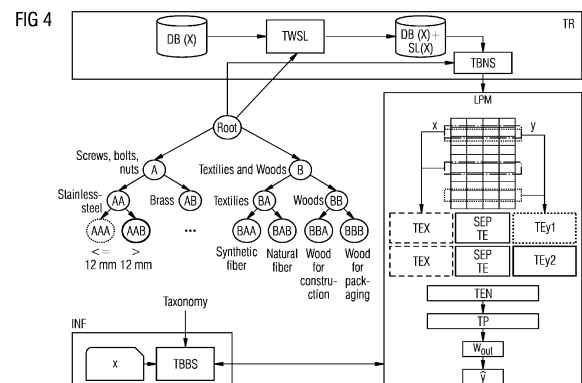 FIG 4
TR
DB (X)
TWSL
DB (X) +
SL(X)
TBNS
LPM
x
y
Root
Screws, bolts,
nuts
A
Textilies and Woods
B
Stainless-
steel
AA
Brass
AB
Textilies
BA
Woods
BB
AAA
AAB
...
BAA
BAB
BBA
BBB
<=
12 mm
>
12 mm
Synthetic
fiber
Natural
fiber
Wood
for
constru-
ction
Wood
for
pack-
aging
TEX
SEP
TE
TEy1
TEX
SEP
TE
TEy2
TEN
TP
Wout
ŷ
Taxonomy
INF
x
TBBS